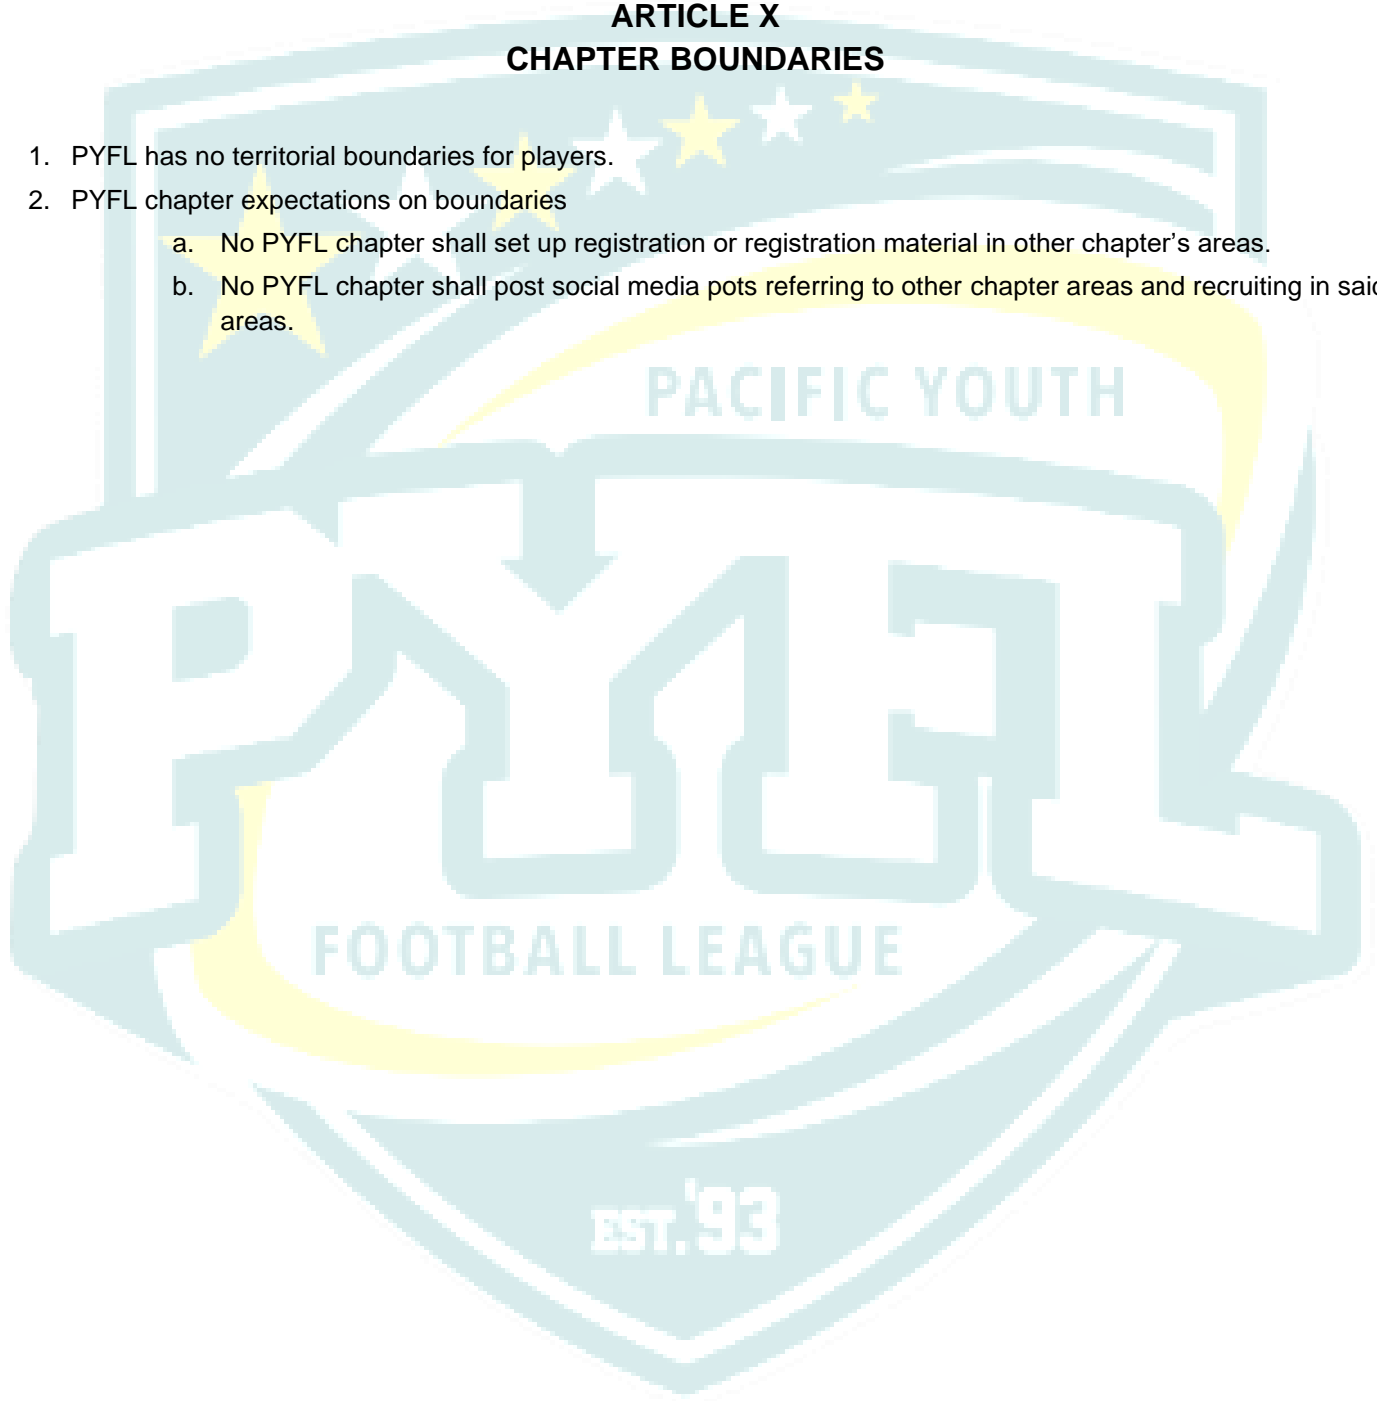 ARTICLE X
CHAPTER BOUNDARIES
1. PYFL has no territorial boundaries for players.
2. PYFL chapter expectations on boundaries
a. No PYFL chapter shall set up registration or registration material in other chapter's areas.
b. No PYFL chapter shall post social media pots referring to other chapter areas and recruiting in said
areas.
PACIFIC YOUTH
PYFL
FOOTBALL LEAGUE
EST. '93